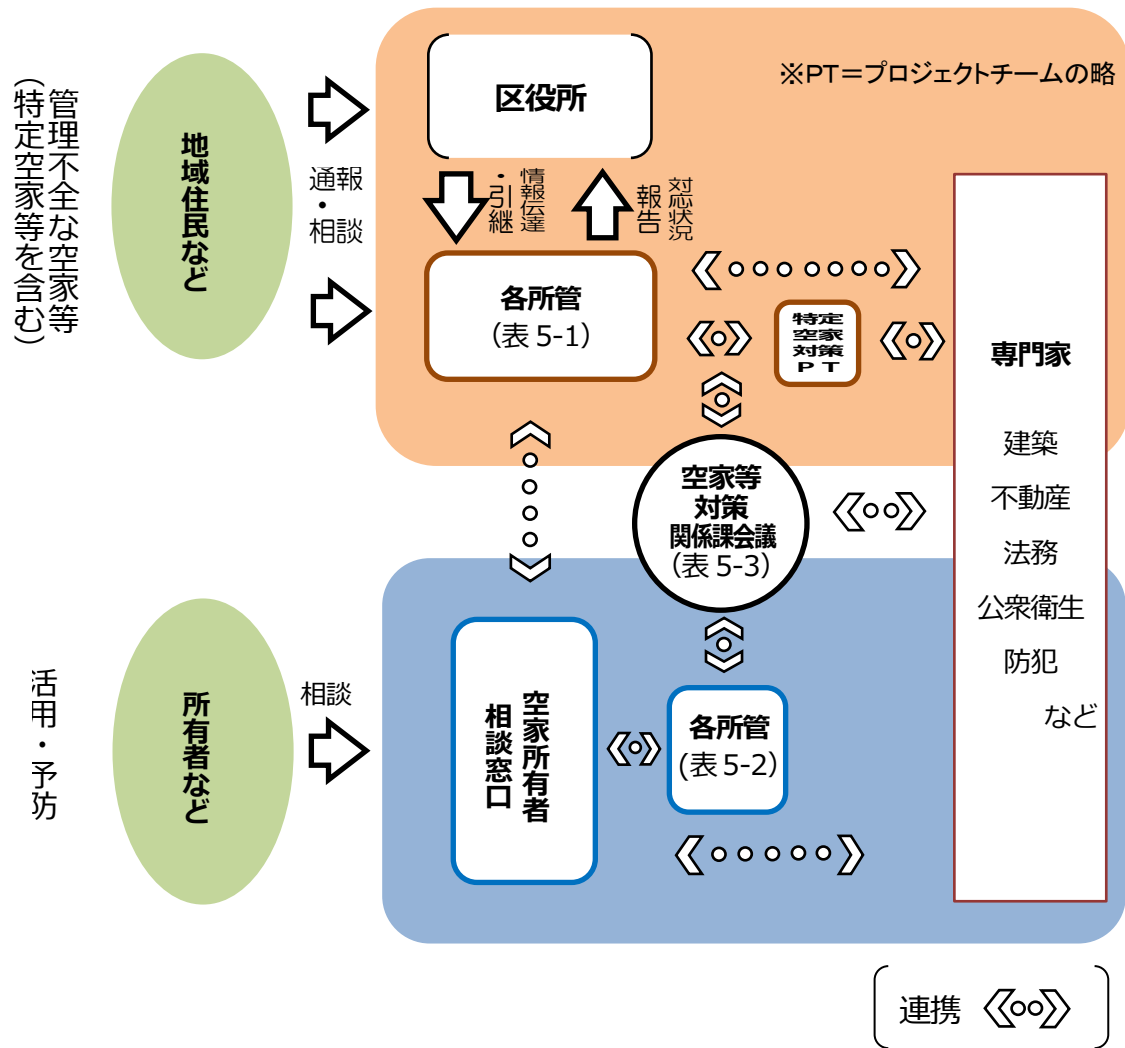 管理不全な空家等
（特定空家等を含む）
地域住民など
通報
・
相談
区役所
※PT＝プロジェクトチームの略
情報伝達
・引継
対応状況
報告
各所管
(表 5-1)
特定
空家
対策
ＰＴ
専門家
建築
不動産
法務
公衆衛生
防犯
など
空家等
対策
関係課会議
(表 5-3)
活用・予防
所有者など
相談
空家所有者
相談窓口
各所管
(表 5-2)
連携